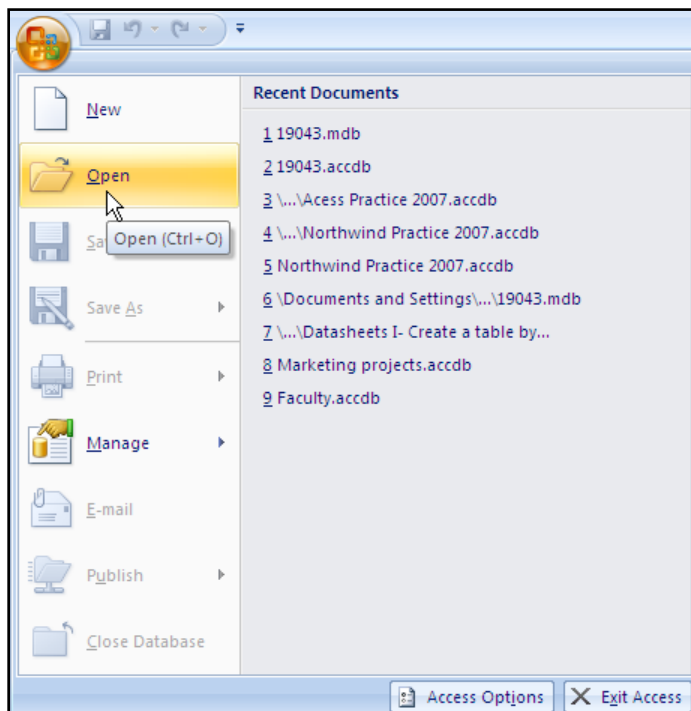 New
Open
Sa
Open (Ctrl+O)
Save As
Print
Manage
E-mail
Publish
Close Database
Recent Documents
1 19043.mdb
2 19043.accdb
3 \...\Acess Practice 2007.accdb
4 \...\Northwind Practice 2007.accdb
5 Northwind Practice 2007.accdb
6 \Documents and Settings\...\19043.mdb
7 \...\Datasheets I- Create a table by...
8 Marketing projects.accdb
9 Faculty.accdb
Access Options
Exit Access